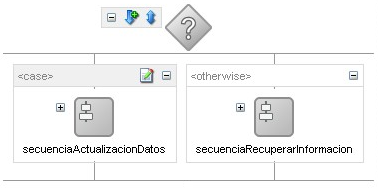 ?
<case>
<otherwise>
secuenciaActualizacionDatos
secuenciaRecuperarInformacion